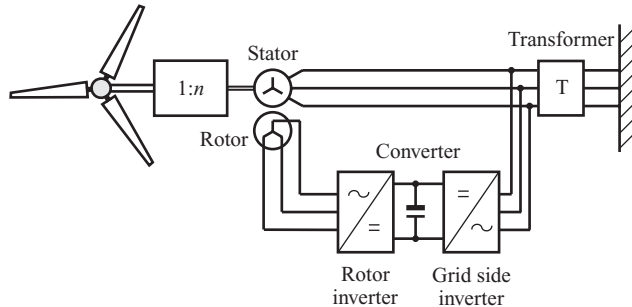 Transformer
Stator
1:n
T
Rotor
Converter
Rotor
inverter
Grid side
inverter